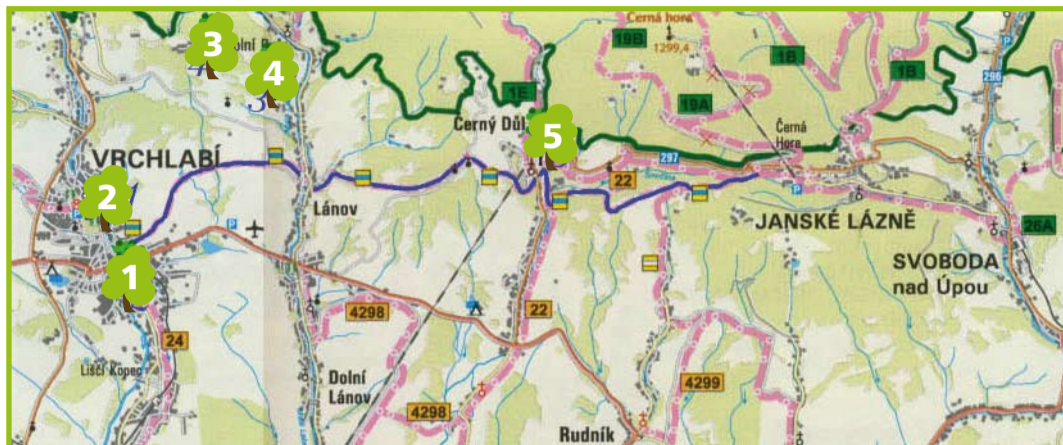 3
4
4
3
Černá hora
1299,4
19B
1B
1B
P
296
1E
19A
Černý Důl
5
Černá
Hora
297
VRCHLABÍ
22
P
2
P
Lánov
P
JANSKÉ LÁZNĚ
26A
SVOBODA
nad Úpou
1
4298
22
24
Liščí Kopec
Dolní
Lánov
4298
4299
Rudník